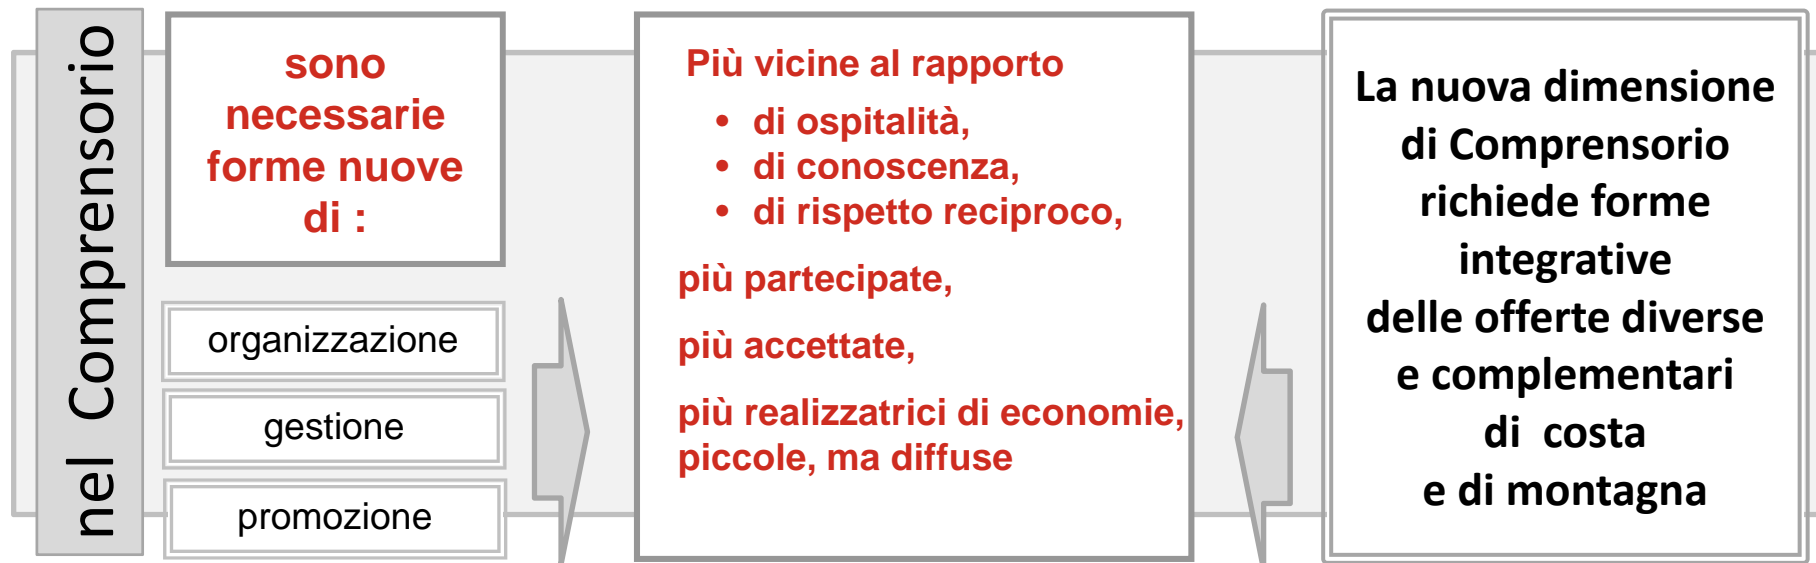 nel Comprensorio
sono
necessarie
forme nuove
di :
organizzazione
gestione
promozione
Più vicine al rapporto
• di ospitalità,
• di conoscenza,
• di rispetto reciproco,
più partecipate,
più accettate,
più realizzatrici di economie,
piccole, ma diffuse
La nuova dimensione
di Comprensorio
richiede forme
integrative
delle offerte diverse
e complementari
di costa
e di montagna